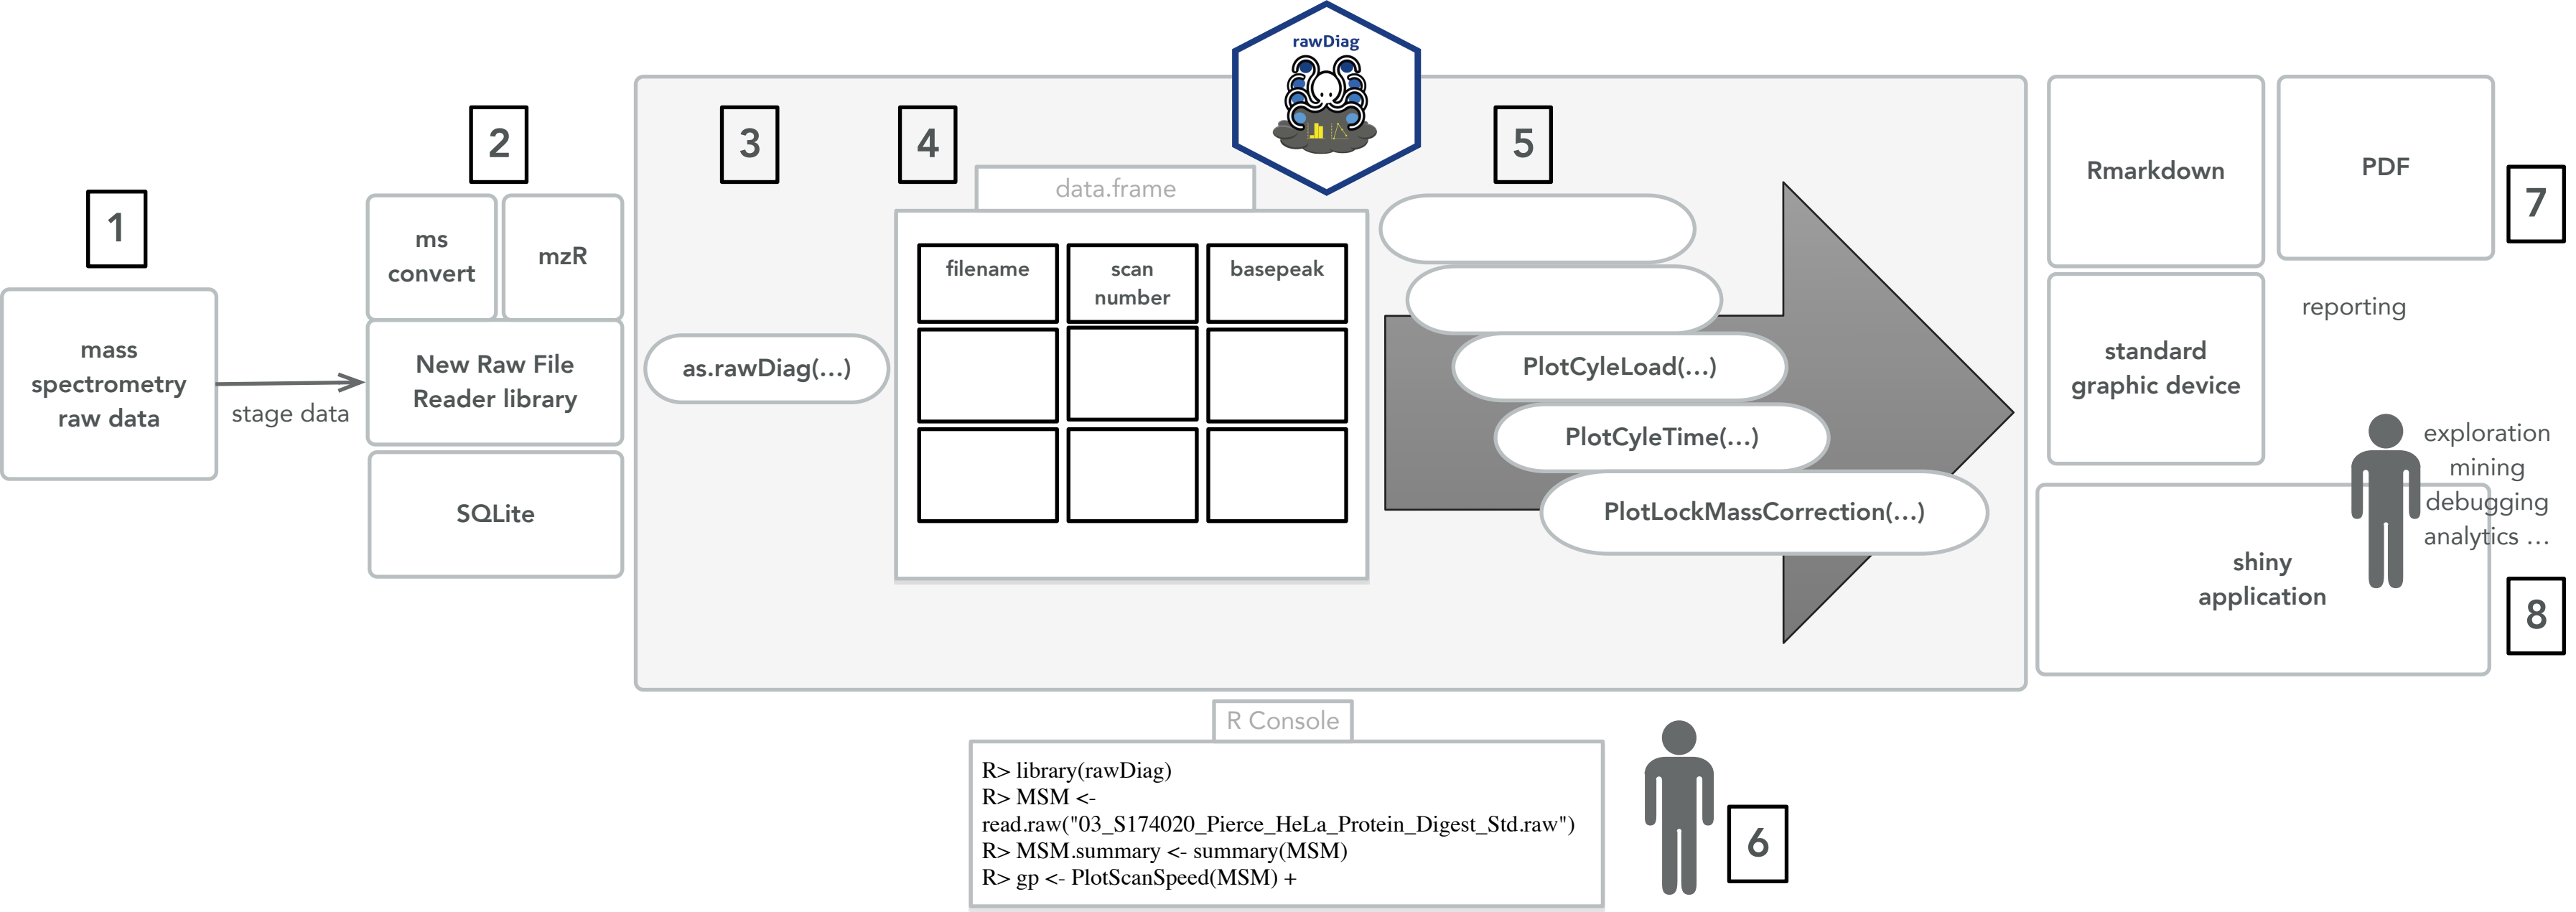 rawDiag
1
mass
spectrometry
raw data
stage data
2
ms
convert
mzR
New Raw File
Reader library
SQLite
3
as.rawDiag(...)
4
data.frame
filename
scan
number
basepeak
5
PlotCyleLoad(...)
PlotCyleTime(...)
PlotLockMassCorrection(...)
Rmarkdown
PDF
7
reporting
standard
graphic device
exploration
mining
debugging
analytics ...
shiny
application
8
R Console
R> library(rawDiag)
R> MSM <-
read.raw("03_S174020_Pierce_HeLa_Protein_Digest_Std.raw")
R> MSM.summary <- summary(MSM)
R> gp <- PlotScanSpeed(MSM) +
6